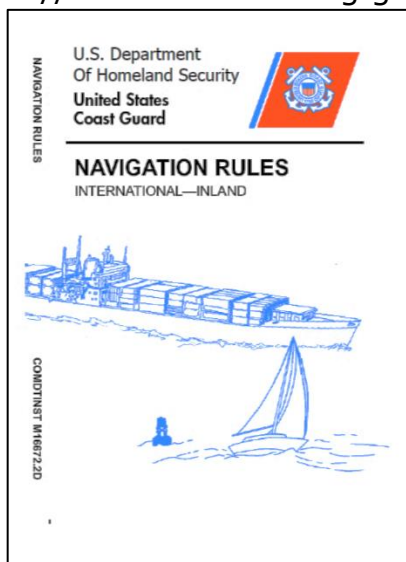 U.S. Department
Of Homeland Security
United States
Coast Guard
NAVIGATION RULES
INTERNATIONAL—INLAND
NAVIGATION RULES
COMDTINST M16672.2D